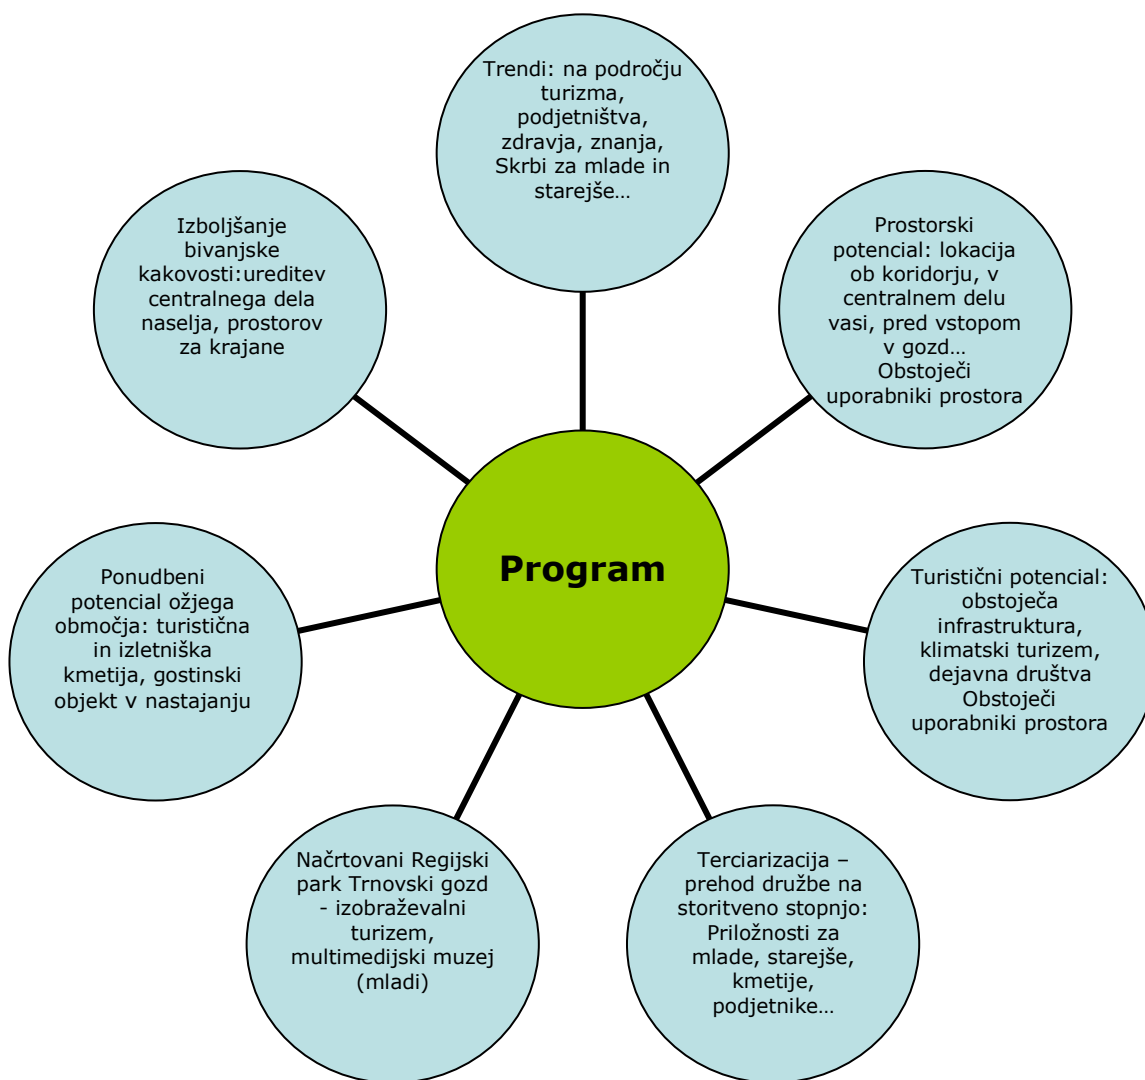 Trendi: na področju
turizma,
podjetništva,
zdravja, znanja,
Skrbi za mlade in
starejše…
Prostorski
potencial: lokacija
ob koridorju, v
centralnem delu
vasi, pred vstopom
v gozd…
Obstoječi
uporabniki prostora
Turistični potencial:
obstoječa
infrastruktura,
klimatski turizem,
dejavna društva
Obstoječi
uporabniki prostora
Terciarizacija –
prehod družbe na
storitveno stopnjo:
Priložnosti za
mlade, starejše,
kmetije,
podjetnike…
Načrtovani Regijski
park Trnovski gozd
- izobraževalni
turizem,
multimedijski muzej
(mladi)
Ponudbeni
potencial ožjega
območja: turistična
in izletniška
kmetija, gostinski
objekt v nastajanju
Izboljšanje
bivanjske
kakovosti:ureditev
centralnega dela
naselja, prostorov
za krajane
Program